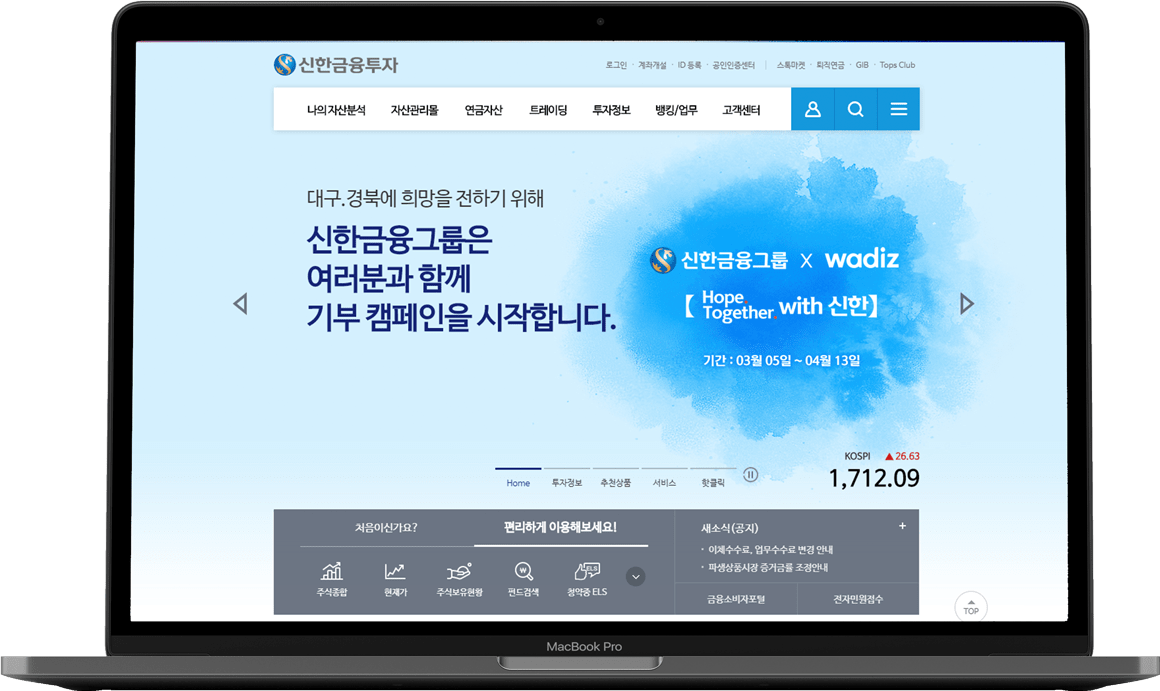 신한금융투자
로그인 · 계좌개설 · ID 등록 · 공인인증센터 | 스톡마켓 · 퇴직연금 · GIB · Tops Club
나의 자산분석 자산관리몰 연금자산 트레이딩 투자정보 뱅킹/업무 고객센터
대구.경북에 희망을 전하기 위해
신한금융그룹은
여러분과 함께
기부 캠페인을 시작합니다.
신한금융그룹 X wadiz
【 Hope.
Together. with 신한】
기간 : 03월 05일 ~ 04월 13일
KOSPI ▲ 26.63
1,712.09
Home 투자정보 추천상품 서비스 핫클릭
처음이신가요? 편리하게 이용해보세요!
주식종합 현재가 주식보유현황 펀드검색 청약중 ELS
ELS
새소식(공지) +
· 이체수수료, 업무수수료 변경 안내
· 파생상품시장 증거금률 조정안내
금융소비자포털 전자민원접수
TOP
MacBook Pro